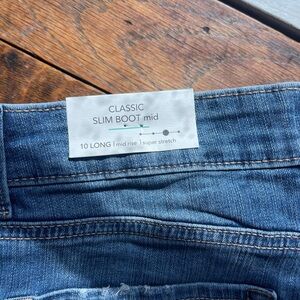 CLASSIC
SLIM BOOT mid
10 LONG | mid rise | super stretch